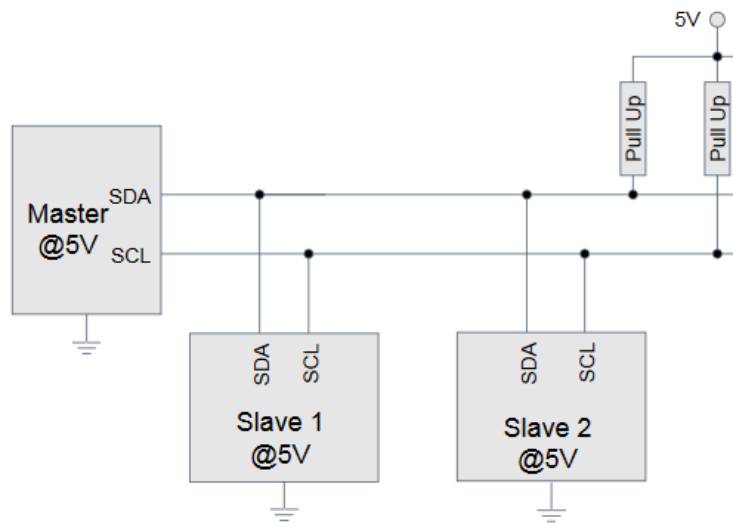 5V
Pull Up
Pull Up
SDA
Master
@5V
SCL
SDA
SCL
Slave 1
@5V
SDA
SCL
Slave 2
@5V